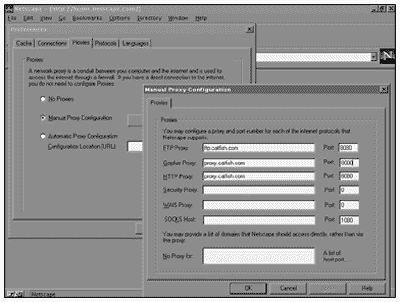 Netscape - [http://home.netscape.com/]
File Edit View Go Bookmarks Options Directory Window Help
Preferences
Cache Connections Proxies Protocols Languages
Proxies
A network proxy is a conduit between your computer and the internet and is used to
access the internet through a firewall. If you have a direct connection to the internet,
you do not need to configure Proxies.
No Proxies
Manual Proxy Configuration
Automatic Proxy Configuration
Configuration Location (URL):
Manual Proxy Configuration
Proxies
Proxies
You may configure a proxy and port number for each of the internet protocols that
Netscape supports.
FTP Proxy: ftp.catfish.com Port: 8080
Gopher Proxy: proxy.catfish.com Port:
HTTP Proxy: proxy.catfish.com Port:
Security Proxy: Port: 0
WAIS Proxy: Port: 0
SOCKS Host: Port: 1080
You may provide a list of domains that Netscape should access directly, rather than via
the proxy:
No Proxy for: A list of
host:port,...
OK Cancel Help
Netscape